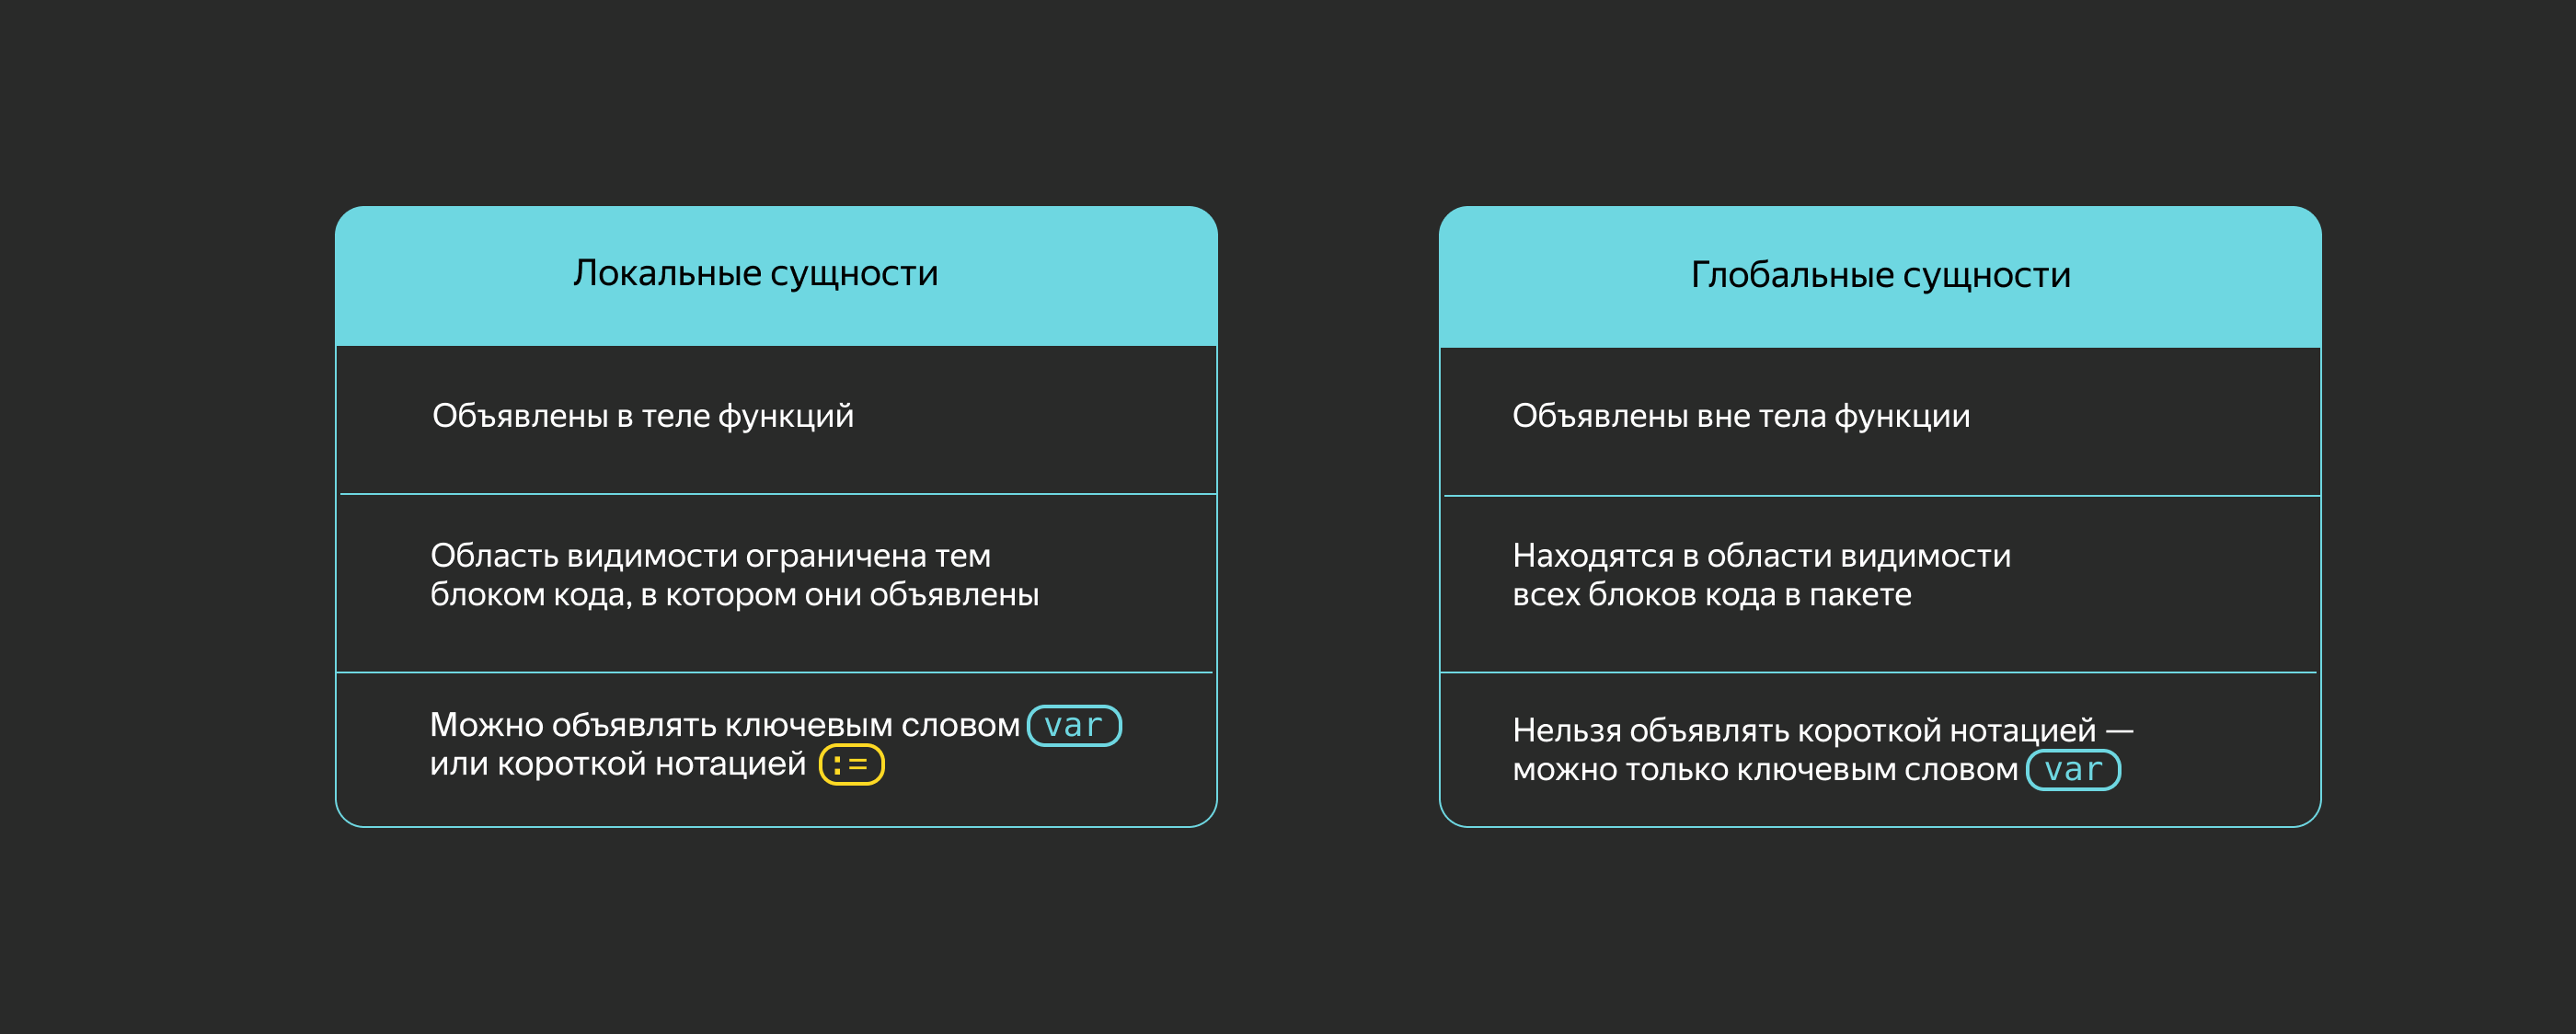 Локальные сущности
Объявлены в теле функций
Область видимости ограничена тем
блоком кода, в котором они объявлены
Можно объявлять ключевым словом var
или короткой нотацией :=
Глобальные сущности
Объявлены вне тела функции
Находятся в области видимости
всех блоков кода в пакете
Нельзя объявлять короткой нотацией —
можно только ключевым словом var